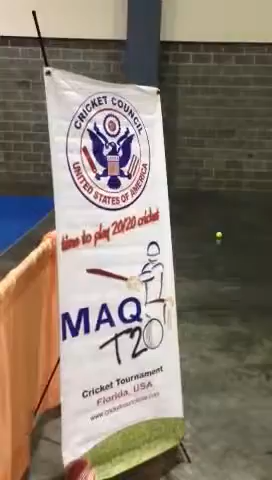 CRICKET COUNCIL
UNITED STATES OF AMERICA
time to play 20/20 cricket
MAQ
T20
Cricket Tournament
Florida, USA